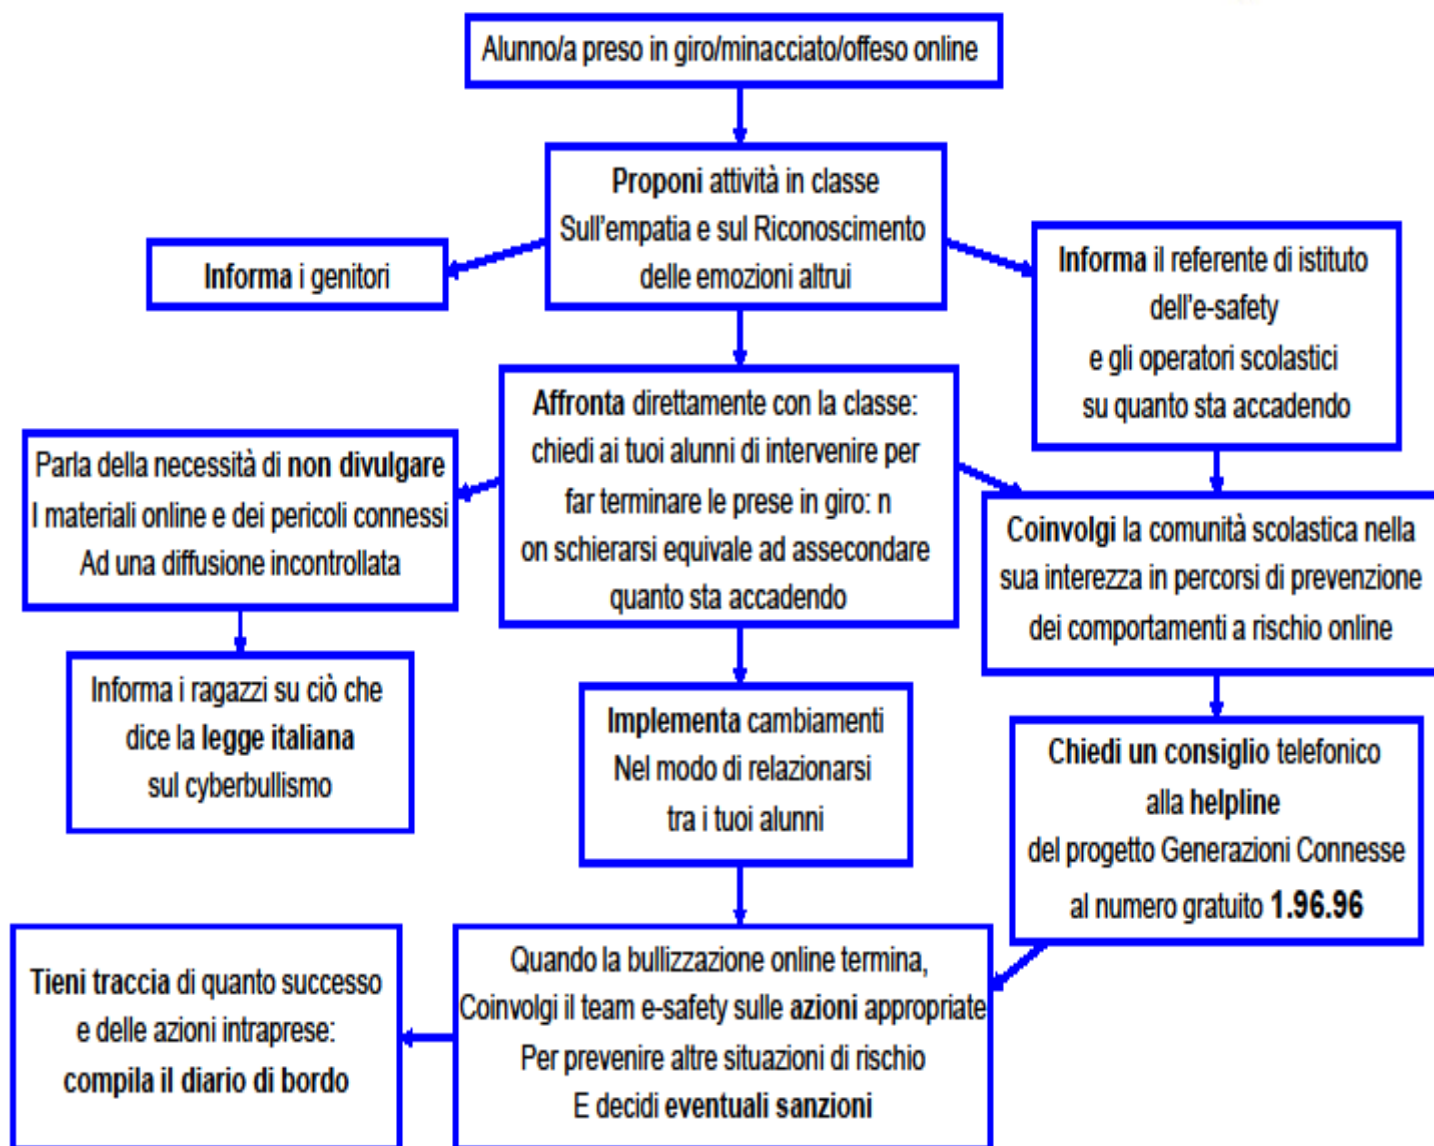 Alunno/a preso in giro/minacciato/offeso online
Proponi attività in classe
Sull'empatia e sul Riconoscimento
delle emozioni altrui
Informa i genitori
Informa il referente di istituto
dell'e-safety
e gli operatori scolastici
su quanto sta accadendo
Affronta direttamente con la classe:
chiedi ai tuoi alunni di intervenire per
far terminare le prese in giro: n
on schierarsi equivale ad assecondare
quanto sta accadendo
Parla della necessità di non divulgare
I materiali online e dei pericoli connessi
Ad una diffusione incontrollata
Coinvolgi la comunità scolastica nella
sua interezza in percorsi di prevenzione
dei comportamenti a rischio online
Informa i ragazzi su ciò che
dice la legge italiana
sul cyberbullismo
Implementa cambiamenti
Nel modo di relazionarsi
tra i tuoi alunni
Chiedi un consiglio telefonico
alla helpline
del progetto Generazioni Connesse
al numero gratuito 1.96.96
Tieni traccia di quanto successo
e delle azioni intraprese:
compila il diario di bordo
Quando la bullizzazione online termina,
Coinvolgi il team e-safety sulle azioni appropriate
Per prevenire altre situazioni di rischio
E decidi eventuali sanzioni